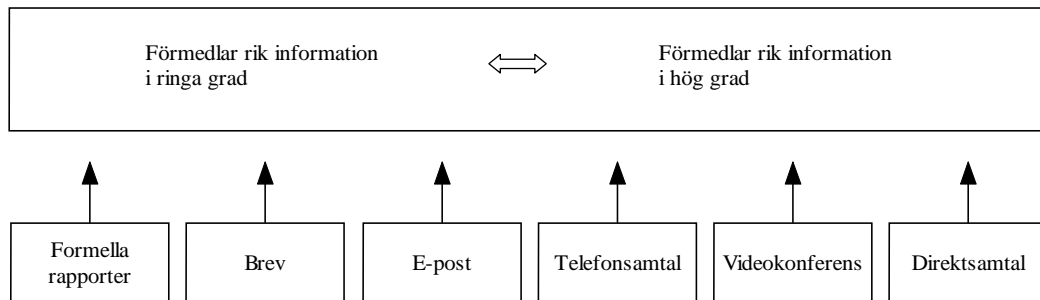 Förmedlar rik information
i ringa grad
Förmedlar rik information
i hög grad
Formella
rapporter
Brev
E-post
Telefonsamtal
Videokonferens
Direktsamtal